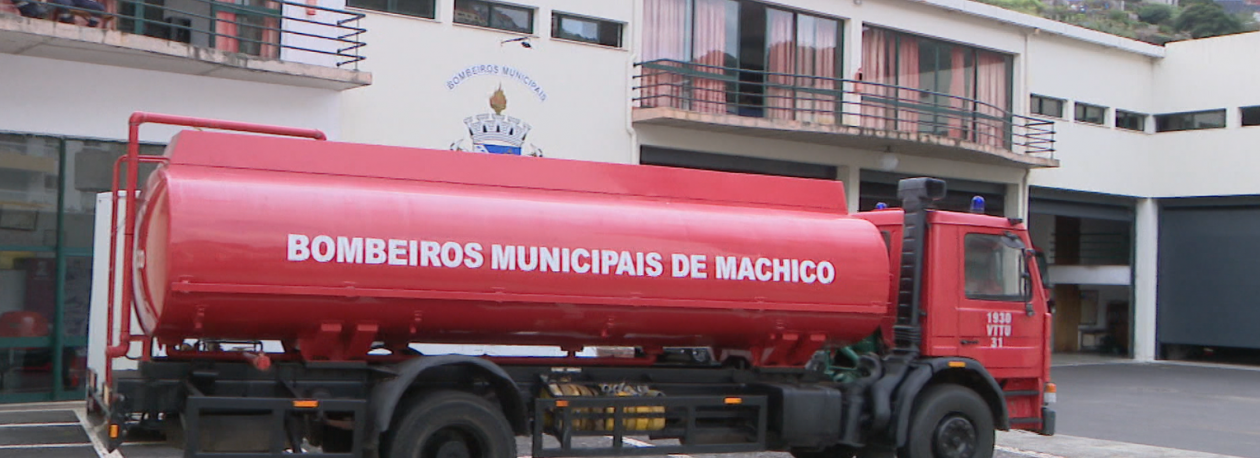 BOMBEIROS MUNICIPAIS
BOMBEIROS MUNICIPAIS DE MACHICO
1930
VTTU
31